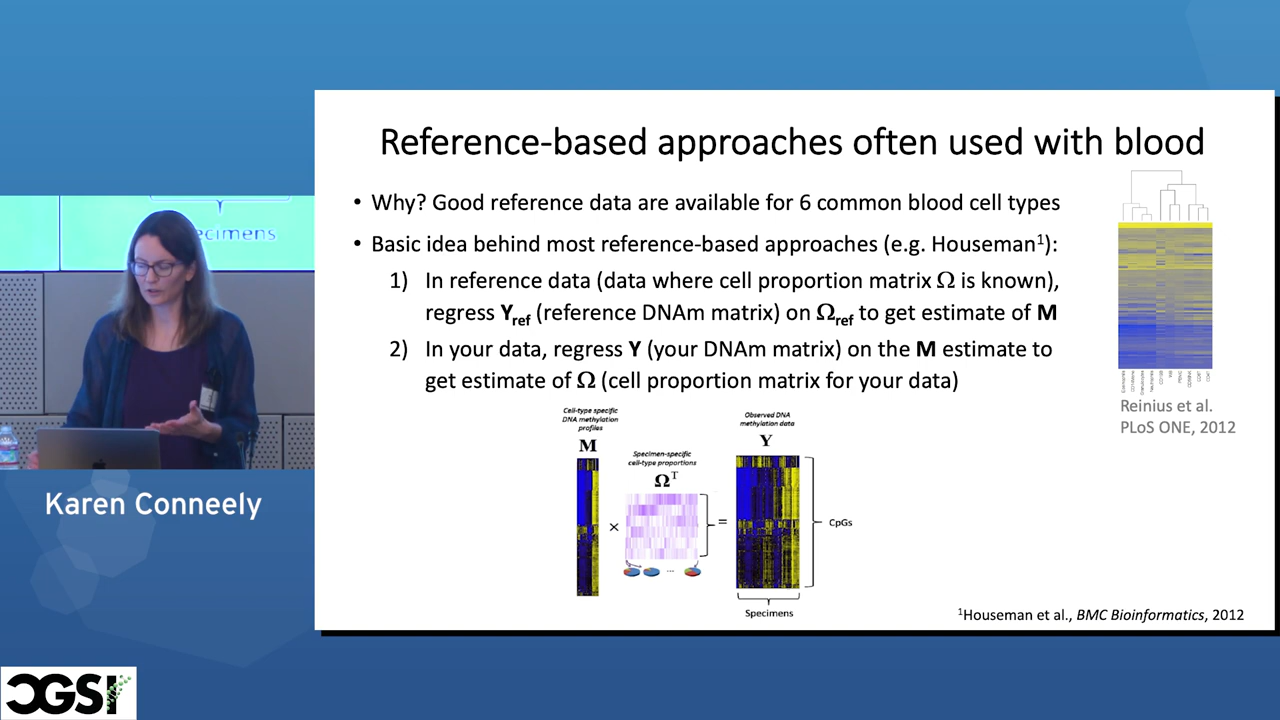 Reference-based approaches often used with blood
• Why? Good reference data are available for 6 common blood cell types
• Basic idea behind most reference-based approaches (e.g. Houseman¹):
1) In reference data (data where cell proportion matrix Ω is known),
regress Yref (reference DNAm matrix) on Ωref to get estimate of M
2) In your data, regress Y (your DNAm matrix) on the M estimate to
get estimate of Ω (cell proportion matrix for your data)
Reinius et al.
PLoS ONE, 2012
Cell-type specific
DNA methylation
profiles
M
×
Specimen-specific
cell-type proportions
Ωᵀ
...
=
Observed DNA
methylation data
Y
CpGs
Specimens
¹Houseman et al., BMC Bioinformatics, 2012
ecimens
Karen Conneely
CGSI